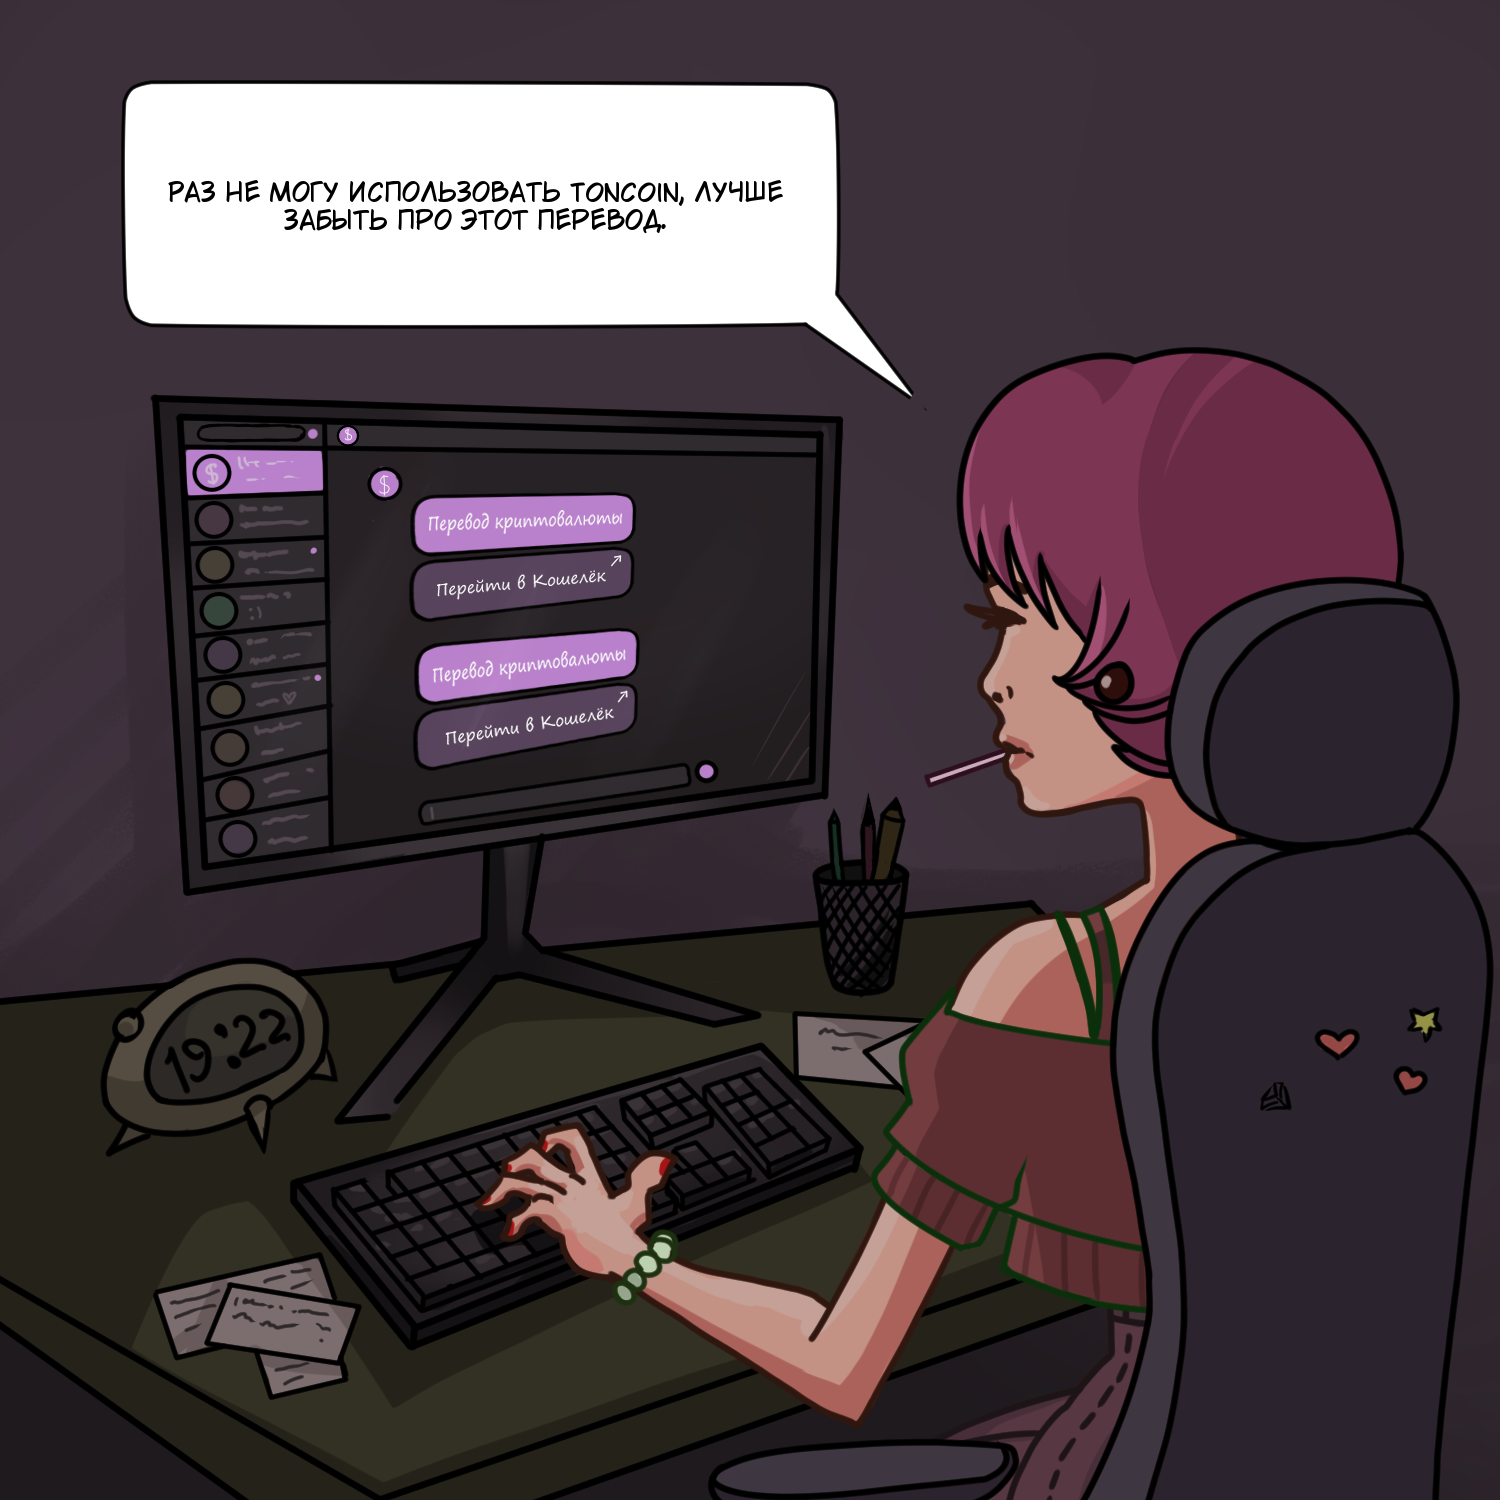 РАЗ НЕ МОГУ ИСПОЛЬЗОВАТЬ TONCOIN, ЛУЧШЕ
ЗАБЫТЬ ПРО ЭТОТ ПЕРЕВОД.
$
$
$
Перевод криптовалюты
Перейти в Кошелёк
:)
Перевод криптовалюты
Перейти в Кошелёк
19:22